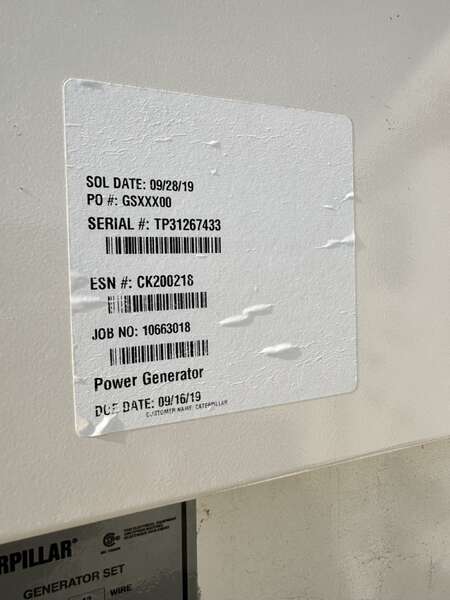 SOL DATE: 09/28/19
PO #: GSXXX00
SERIAL #: TP31267433
ESN #: CK200218
JOB NO: 10663018
Power Generator
DUE DATE: 09/16/19
CUSTOMER NAME: CATERPILLAR
RPILLAR®
GENERATOR SET
WIRE